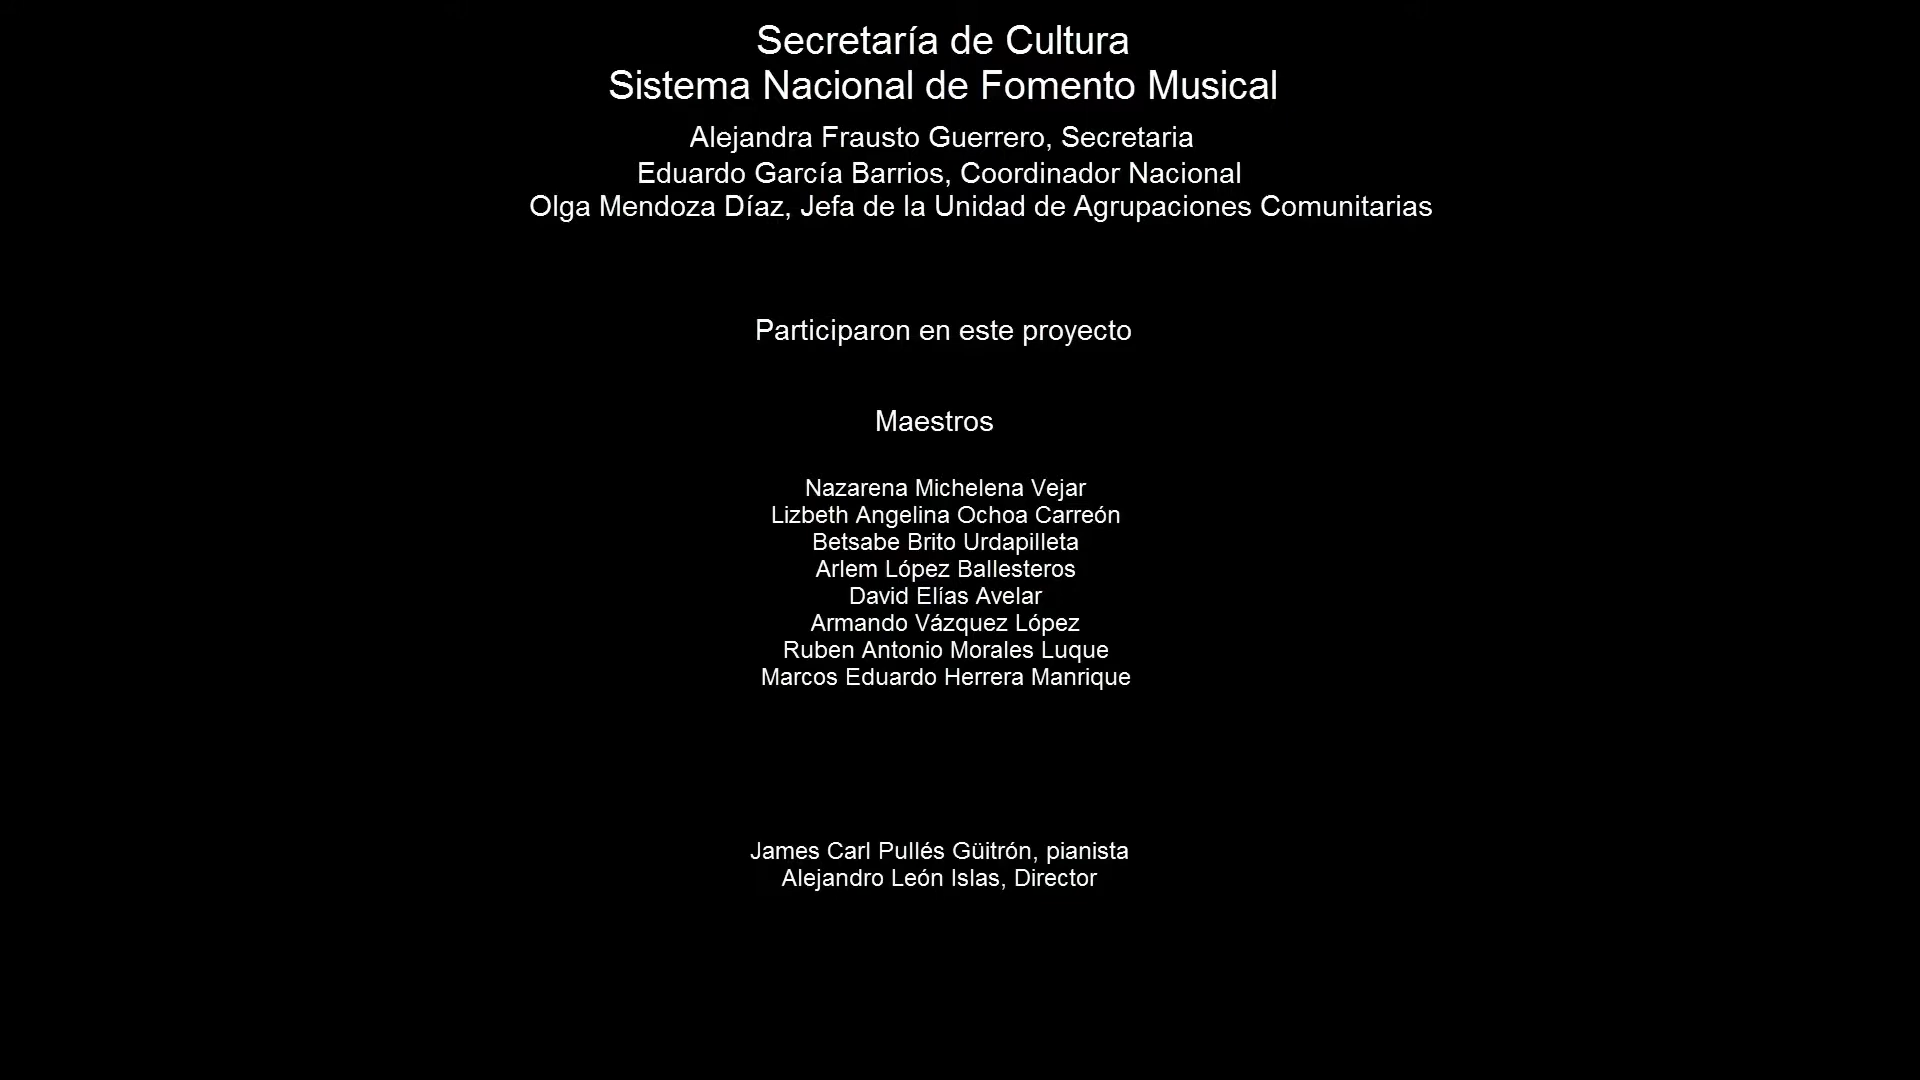 Secretaría de Cultura
Sistema Nacional de Fomento Musical
Alejandra Frausto Guerrero, Secretaria
Eduardo García Barrios, Coordinador Nacional
Olga Mendoza Díaz, Jefa de la Unidad de Agrupaciones Comunitarias
Participaron en este proyecto
Maestros
Nazarena Michelena Vejar
Lizbeth Angelina Ochoa Carreón
Betsabe Brito Urdapilleta
Arlem López Ballesteros
David Elías Avelar
Armando Vázquez López
Ruben Antonio Morales Luque
Marcos Eduardo Herrera Manrique
James Carl Pullés Güitrón, pianista
Alejandro León Islas, Director